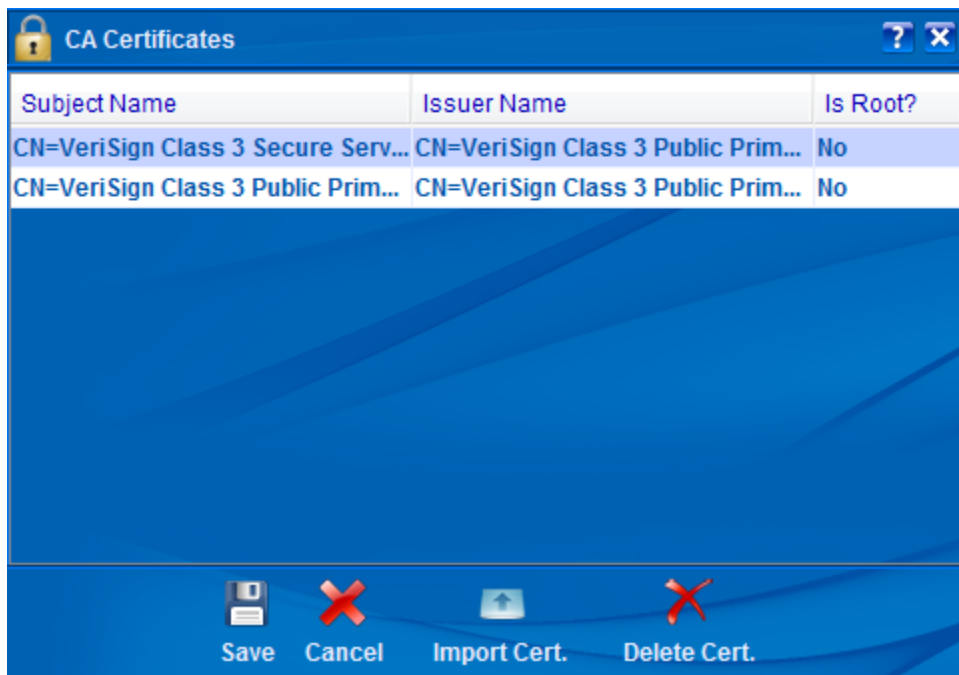 CA Certificates ? X
Subject Name Issuer Name Is Root?
CN=VeriSign Class 3 Secure Serv... CN=VeriSign Class 3 Public Prim... No
CN=VeriSign Class 3 Public Prim... CN=VeriSign Class 3 Public Prim... No
Save Cancel Import Cert. Delete Cert.